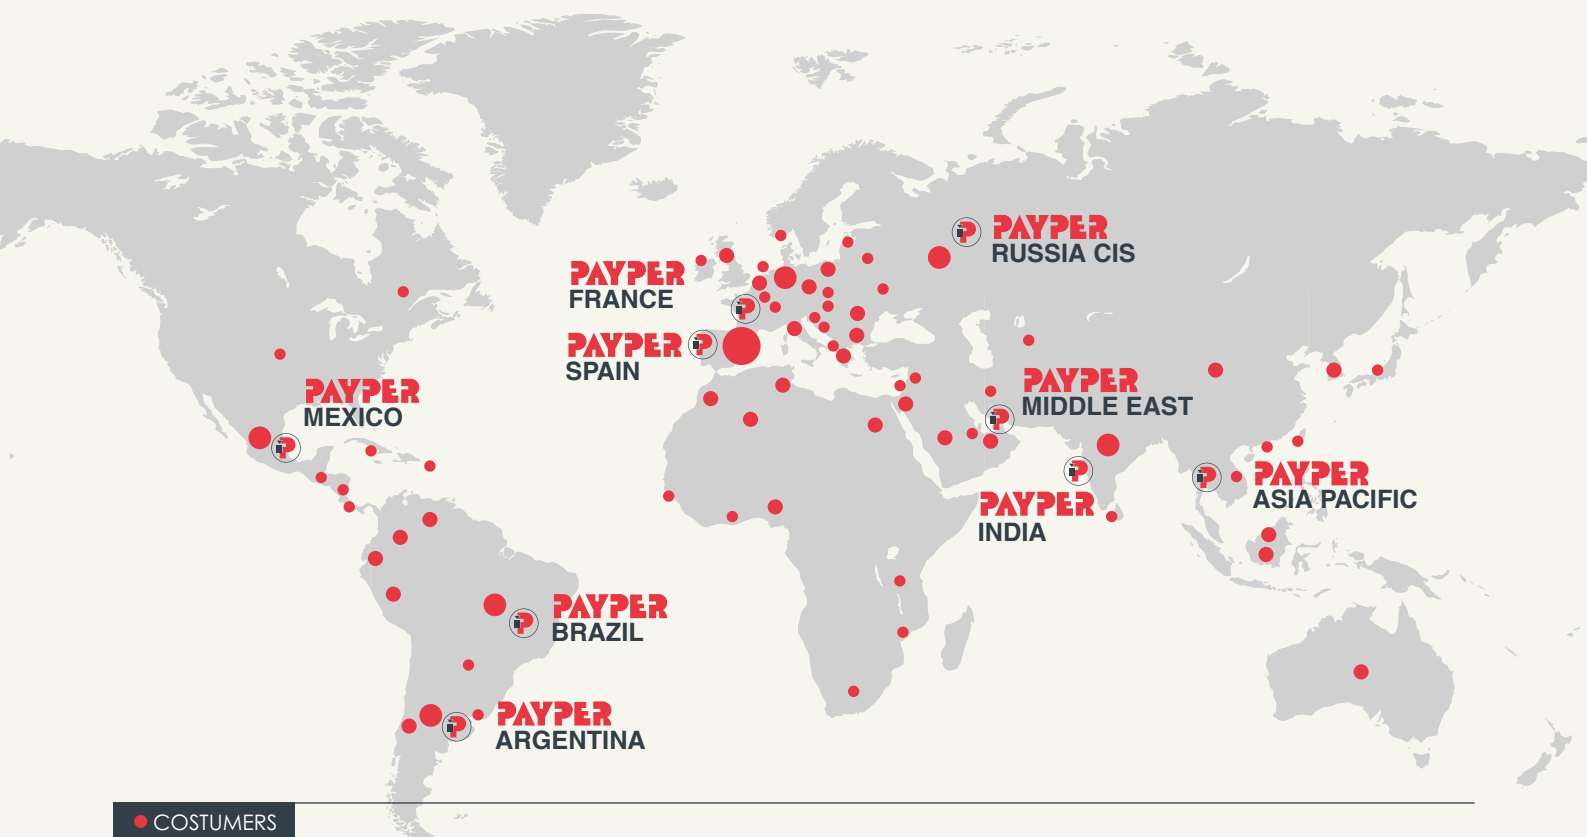 PAYPER
RUSSIA CIS
PAYPER
FRANCE
PAYPER
SPAIN
PAYPER
MEXICO
PAYPER
MIDDLE EAST
PAYPER
ASIA PACIFIC
PAYPER
INDIA
PAYPER
BRAZIL
PAYPER
ARGENTINA
COSTUMERS